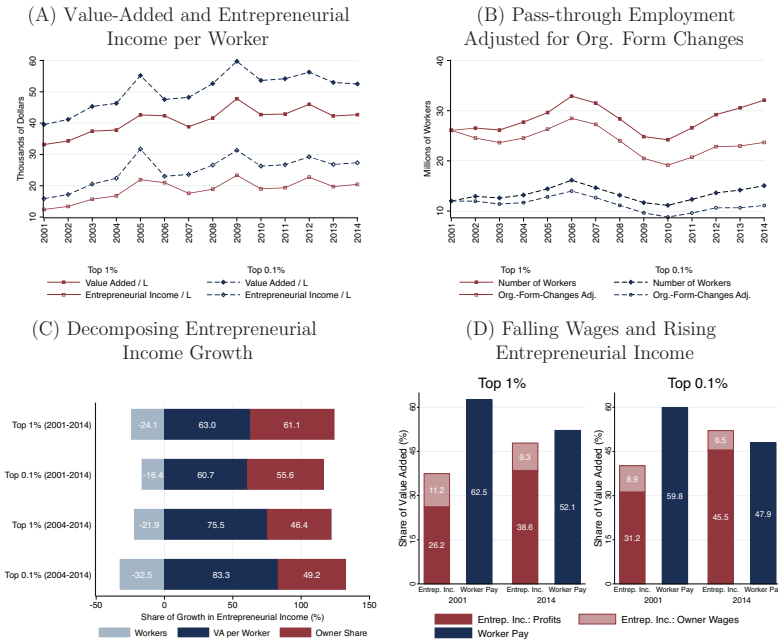 (A) Value-Added and Entrepreneurial
Income per Worker
Thousands of Dollars
10 20 30 40 50 60
2001 2002 2003 2004 2005 2006 2007 2008 2009 2010 2011 2012 2013 2014
Top 1% Top 0.1%
Value Added / L Value Added / L
Entrepreneurial Income / L Entrepreneurial Income / L
(B) Pass-through Employment
Adjusted for Org. Form Changes
Millions of Workers
10 20 30 40
2001 2002 2003 2004 2005 2006 2007 2008 2009 2010 2011 2012 2013 2014
Top 1% Top 0.1%
Number of Workers Number of Workers
Org.-Form-Changes Adj. Org.-Form-Changes Adj.
(C) Decomposing Entrepreneurial
Income Growth
Top 1% (2001-2014) -24.1 63.0 61.1
Top 0.1% (2001-2014) -16.4 60.7 55.6
Top 1% (2004-2014) -21.9 75.5 46.4
Top 0.1% (2004-2014) -32.5 83.3 49.2
-50 0 50 100 150
Share of Growth in Entrepreneurial Income (%)
Workers VA per Worker Owner Share
(D) Falling Wages and Rising
Entrepreneurial Income
Top 1%
Share of Value Added (%)
0 15 30 45 60
11.2 26.2 62.5 9.3 38.6 52.1
Entrep. Inc. Worker Pay Entrep. Inc. Worker Pay
2001 2014
Top 0.1%
Share of Value Added (%)
0 15 30 45 60
8.9 31.2 59.8 6.5 45.5 47.9
Entrep. Inc. Worker Pay Entrep. Inc. Worker Pay
2001 2014
Entrep. Inc.: Profits Entrep. Inc.: Owner Wages
Worker Pay